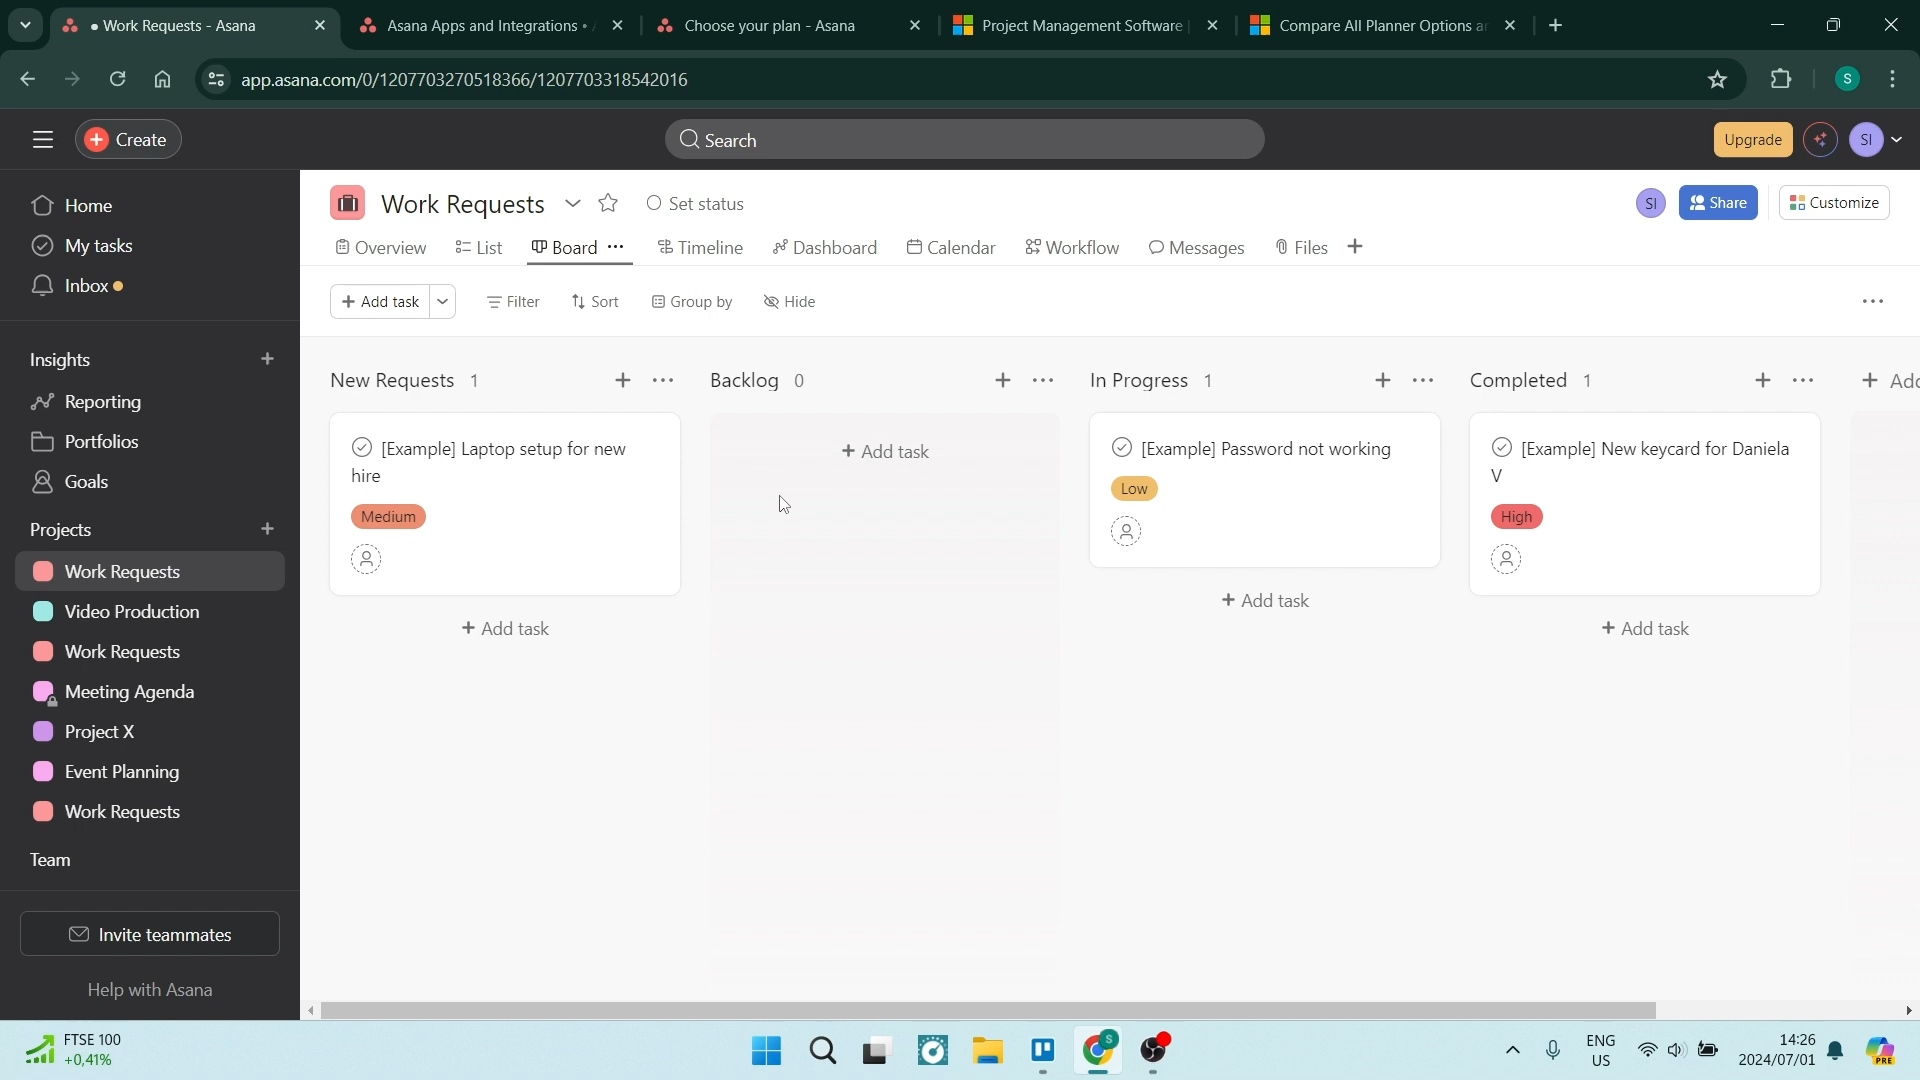 • Work Requests - Asana
Asana Apps and Integrations •
Choose your plan - Asana
Project Management Software
Compare All Planner Options
app.asana.com/0/1207703270518366/1207703318542016
S
Create
Search
Upgrade
SI
Home
My tasks
Inbox
Insights
Reporting
Portfolios
Goals
Projects
Work Requests
Video Production
Work Requests
Meeting Agenda
Project X
Event Planning
Work Requests
Team
Invite teammates
Help with Asana
Work Requests
Set status
SI
Share
Customize
Overview
List
Board
Timeline
Dashboard
Calendar
Workflow
Messages
Files
Add task
Filter
Sort
Group by
Hide
New Requests 1
[Example] Laptop setup for new
hire
Medium
+ Add task
Backlog 0
+ Add task
In Progress 1
[Example] Password not working
Low
+ Add task
Completed 1
[Example] New keycard for Daniela
V
High
+ Add task
FTSE 100
+0,41%
S
ENG
US
14:26
2024/07/01
PRE